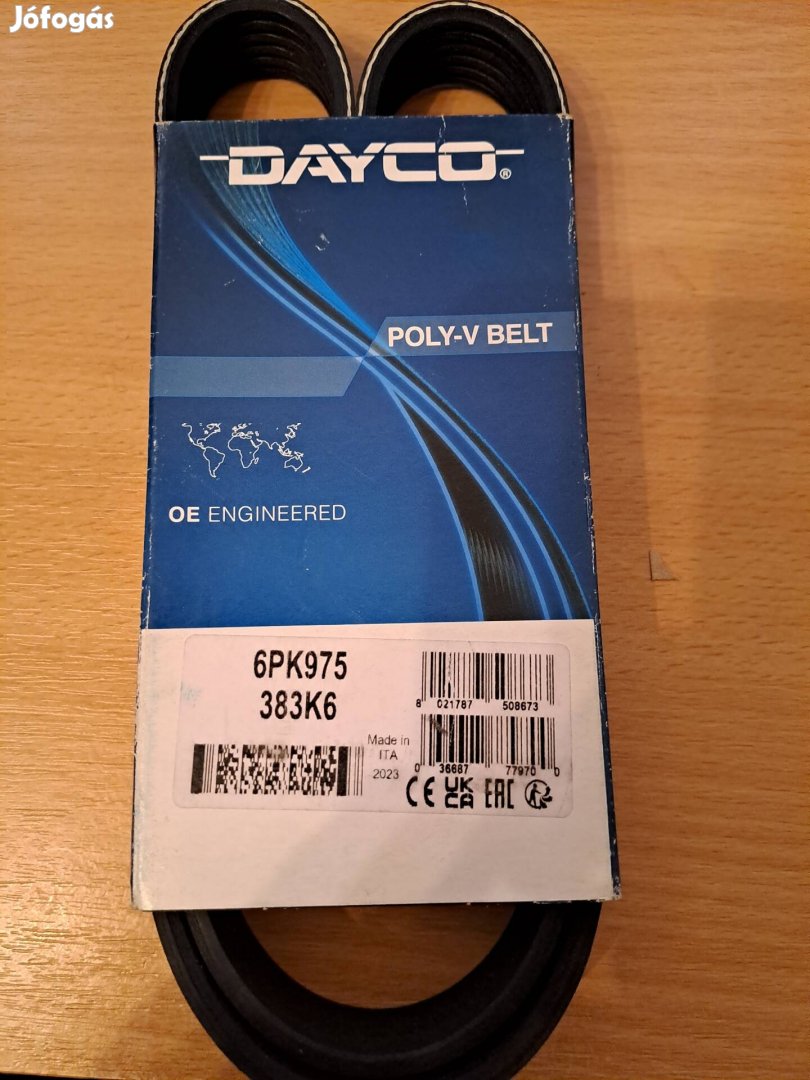 Jófogás
DAYCO®
POLY-V BELT
OE ENGINEERED
6PK975
383K6
8 021787 508673
Made in
ITA
2023
0 36687 77970 0
CE UK CA EAC